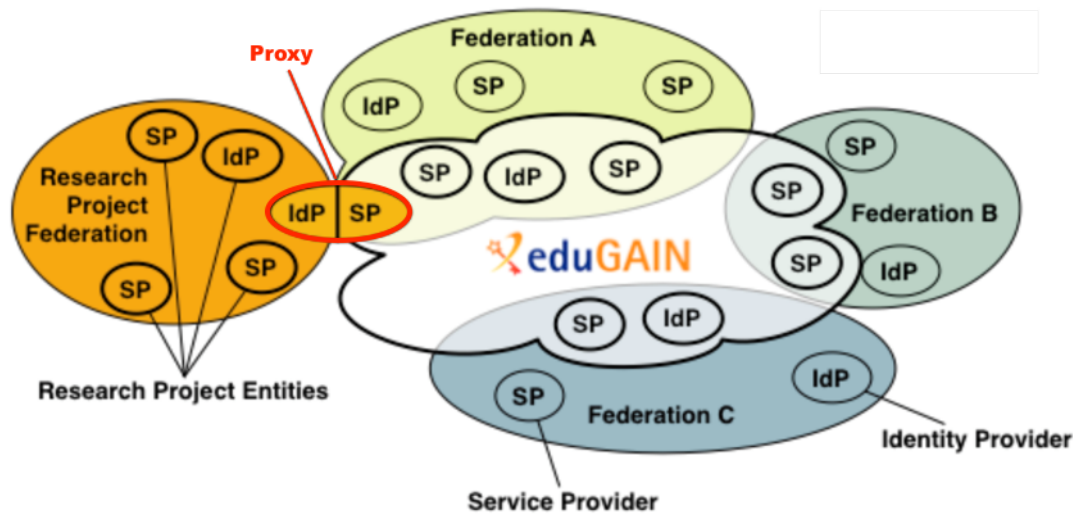 Federation A
Proxy
IdP
SP
SP
SP
IdP
Research
Project
Federation
SP
SP
IdP
SP
IdP
SP
SP
SP
IdP
Federation B
SP
SP
eduGAIN
SP
IdP
SP
IdP
Federation C
Research Project Entities
Identity Provider
Service Provider